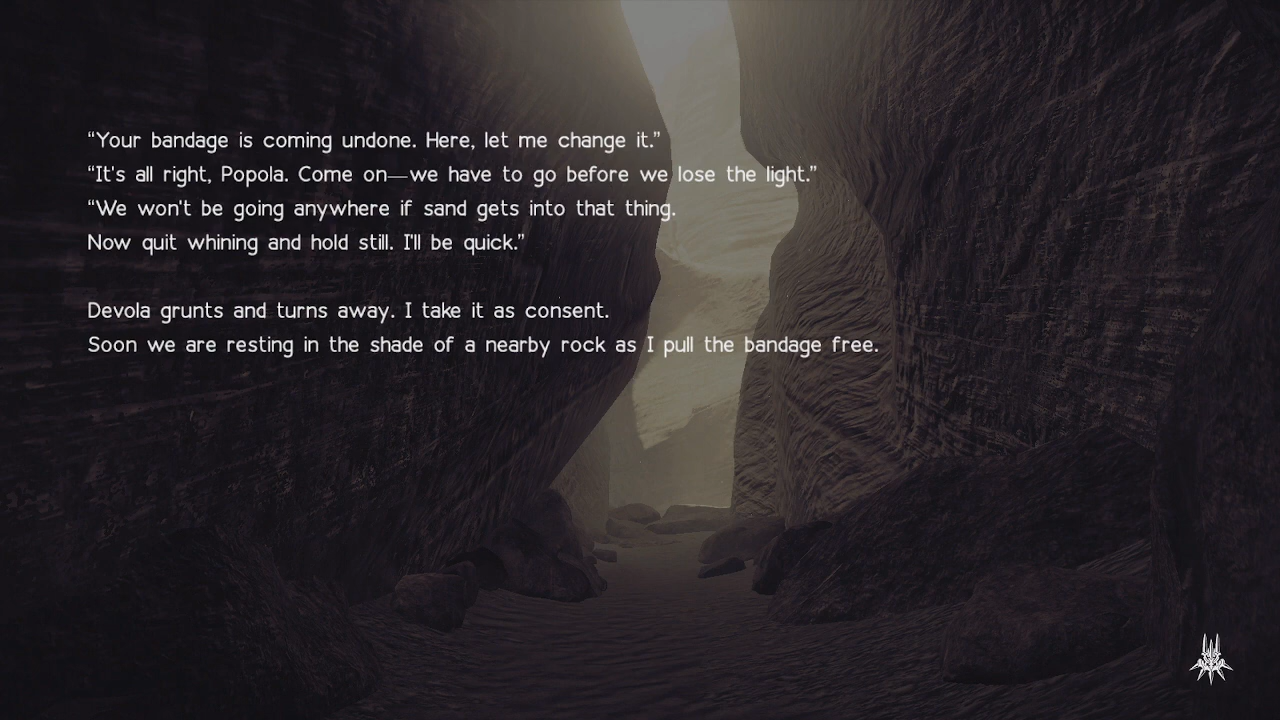 “Your bandage is coming undone. Here, let me change it.”
“It's all right, Popola. Come on—we have to go before we lose the light.”
“We won't be going anywhere if sand gets into that thing.
Now quit whining and hold still. I'll be quick.”
Devola grunts and turns away. I take it as consent.
Soon we are resting in the shade of a nearby rock as I pull the bandage free.